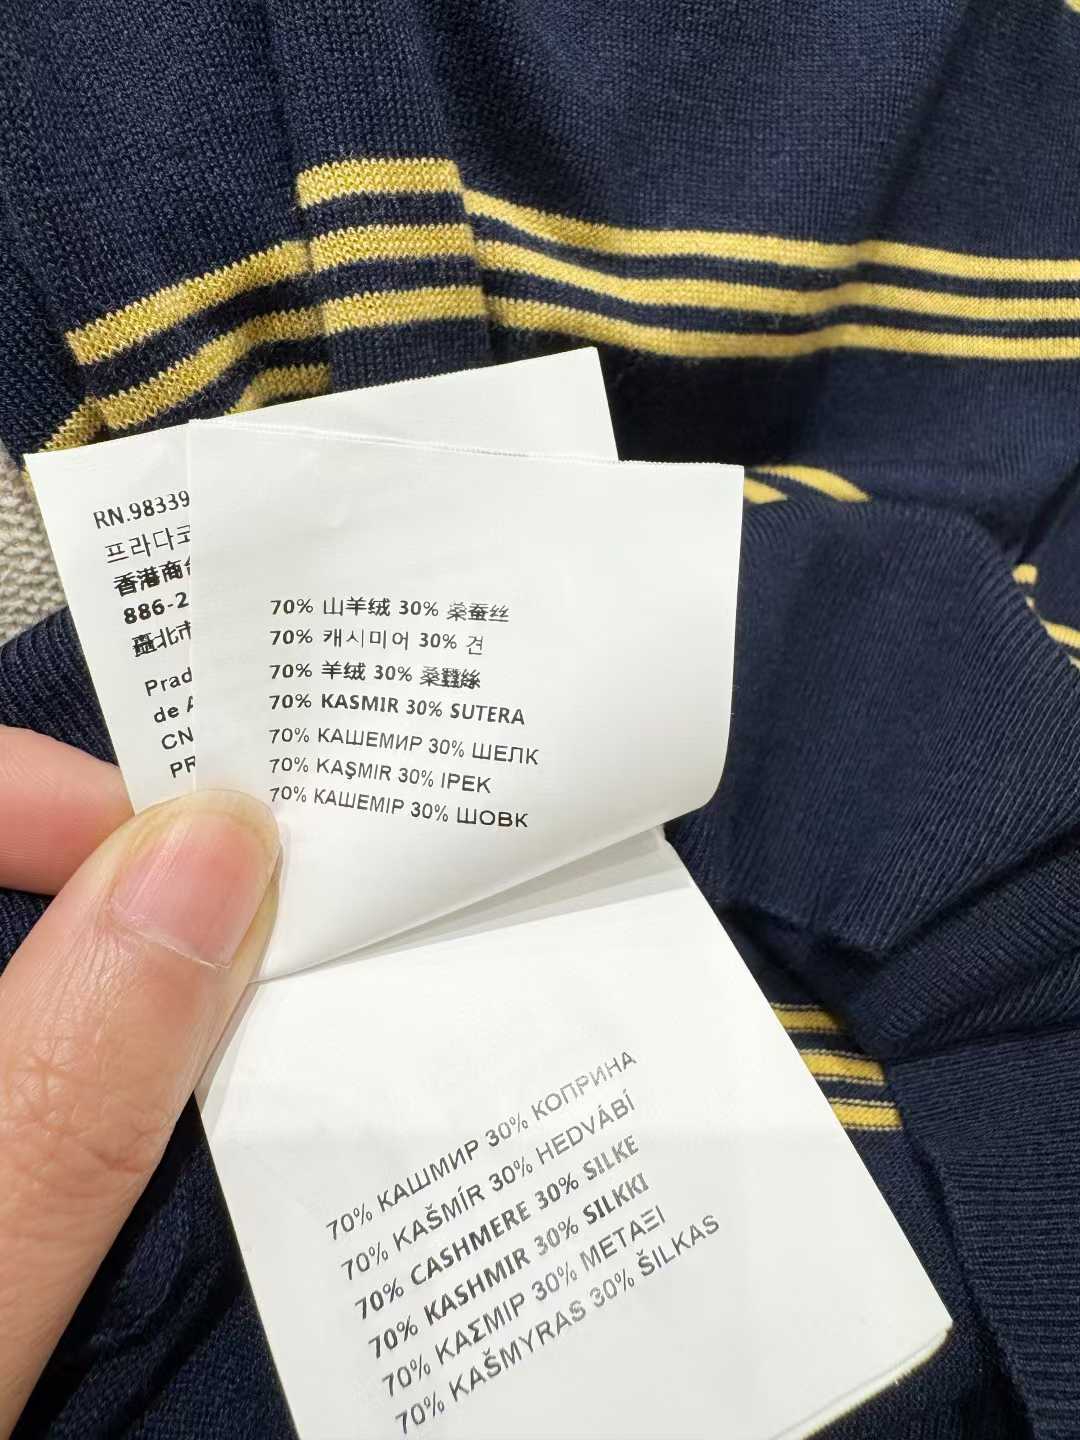 RN.98339
프라다코
香港商台
886-2
臺北市
Prad
de A
CN
PR
70% 山羊绒 30% 桑蚕丝
70% 캐시미어 30% 견
70% 羊绒 30% 桑蠶絲
70% KASMIR 30% SUTERA
70% КАШЕМИР 30% ШЕЛК
70% KAŞMIR 30% IPEK
70% КАШЕМІР 30% ШОВК
70% КАШМИР 30% КОПРИНА
70% KAŠMÍR 30% HEDVÁBÍ
70% CASHMERE 30% SILKE
70% KASHMIR 30% SILKKI
70% ΚΑΣΜΙΡ 30% ΜΕΤΑΞΙ
70% KAŠMYRAS 30% ŠILKAS